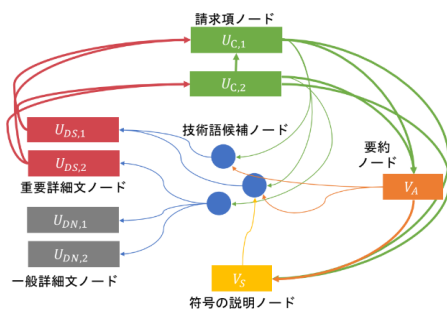 請求項ノード
U_{C,1}
U_{C,2}
技術語候補ノード
U_{DS,1}
U_{DS,2}
重要詳細文ノード
U_{DN,1}
U_{DN,2}
一般詳細文ノード
要約
ノード
V_A
V_S
符号の説明ノード